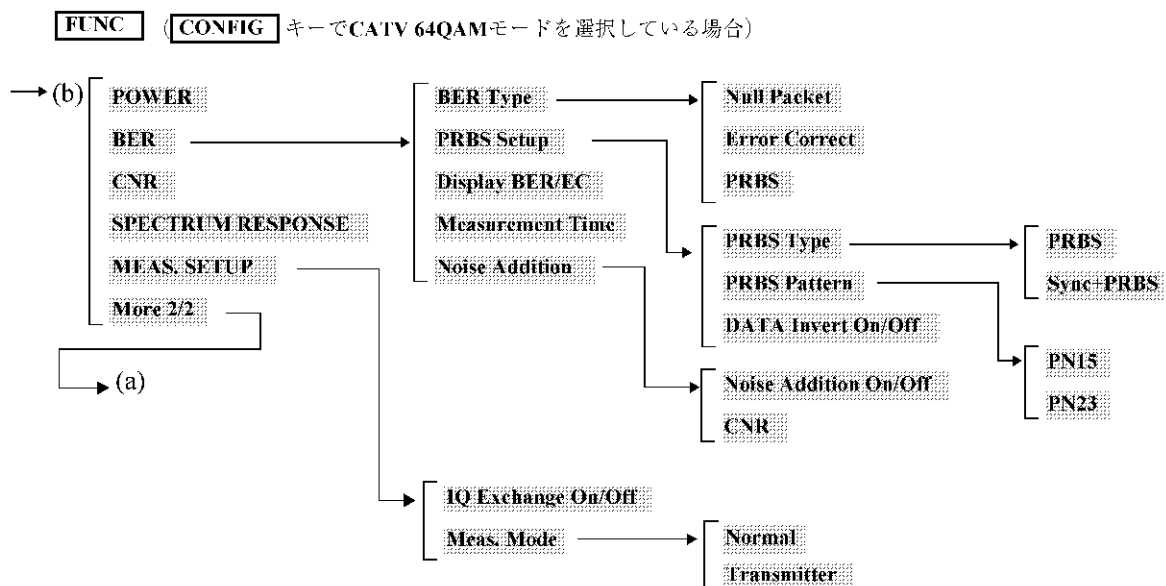 FUNC （ CONFIG キーでCATV 64QAMモードを選択している場合）
(b)
POWER
BER
CNR
SPECTRUM RESPONSE
MEAS. SETUP
More 2/2
(a)
BER Type
PRBS Setup
Display BER/EC
Measurement Time
Noise Addition
Null Packet
Error Correct
PRBS
PRBS Type
PRBS Pattern
DATA Invert On/Off
PRBS
Sync+PRBS
PN15
PN23
Noise Addition On/Off
CNR
IQ Exchange On/Off
Meas. Mode
Normal
Transmitter